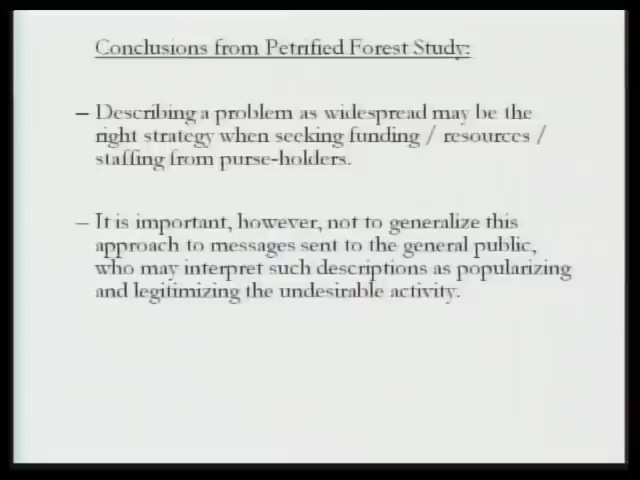 Conclusions from Petrified Forest Study:
– Describing a problem as widespread may be the
right strategy when seeking funding / resources /
staffing from purse-holders.
– It is important, however, not to generalize this
approach to messages sent to the general public,
who may interpret such descriptions as popularizing
and legitimizing the undesirable activity.